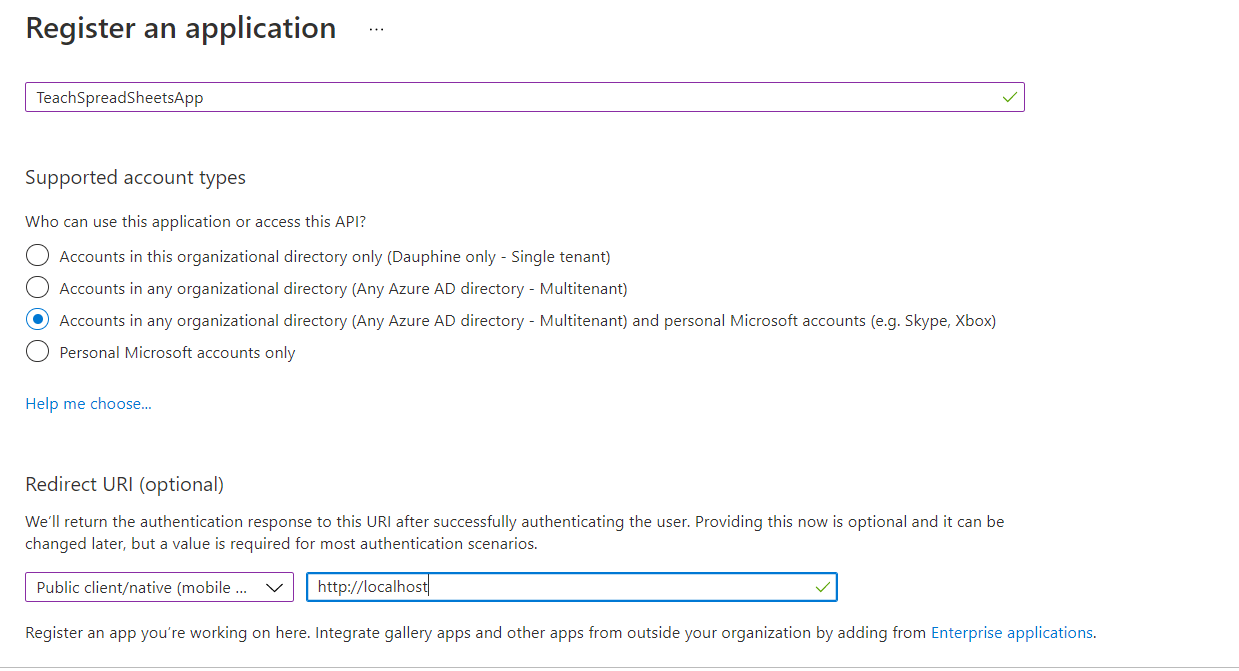 Register an application ...
TeachSpreadSheetsApp
Supported account types
Who can use this application or access this API?
Accounts in this organizational directory only (Dauphine only - Single tenant)
Accounts in any organizational directory (Any Azure AD directory - Multitenant)
Accounts in any organizational directory (Any Azure AD directory - Multitenant) and personal Microsoft accounts (e.g. Skype, Xbox)
Personal Microsoft accounts only
Help me choose...
Redirect URI (optional)
We'll return the authentication response to this URI after successfully authenticating the user. Providing this now is optional and it can be
changed later, but a value is required for most authentication scenarios.
Public client/native (mobile ... http://localhost
Register an app you're working on here. Integrate gallery apps and other apps from outside your organization by adding from Enterprise applications.